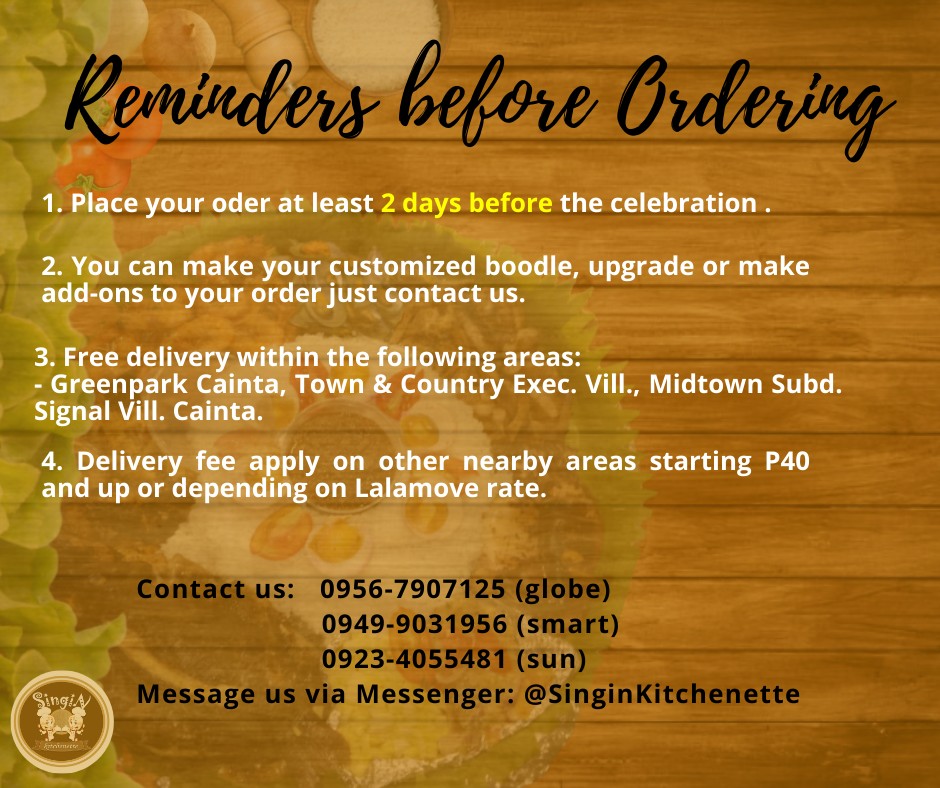 Reminders before Ordering
1. Place your oder at least 2 days before the celebration .
2. You can make your customized boodle, upgrade or make
add-ons to your order just contact us.
3. Free delivery within the following areas:
- Greenpark Cainta, Town & Country Exec. Vill., Midtown Subd.
Signal Vill. Cainta.
4. Delivery fee apply on other nearby areas starting P40
and up or depending on Lalamove rate.
Contact us: 0956-7907125 (globe)
0949-9031956 (smart)
0923-4055481 (sun)
Message us via Messenger: @SinginKitchenette
SingiN
kitchenette